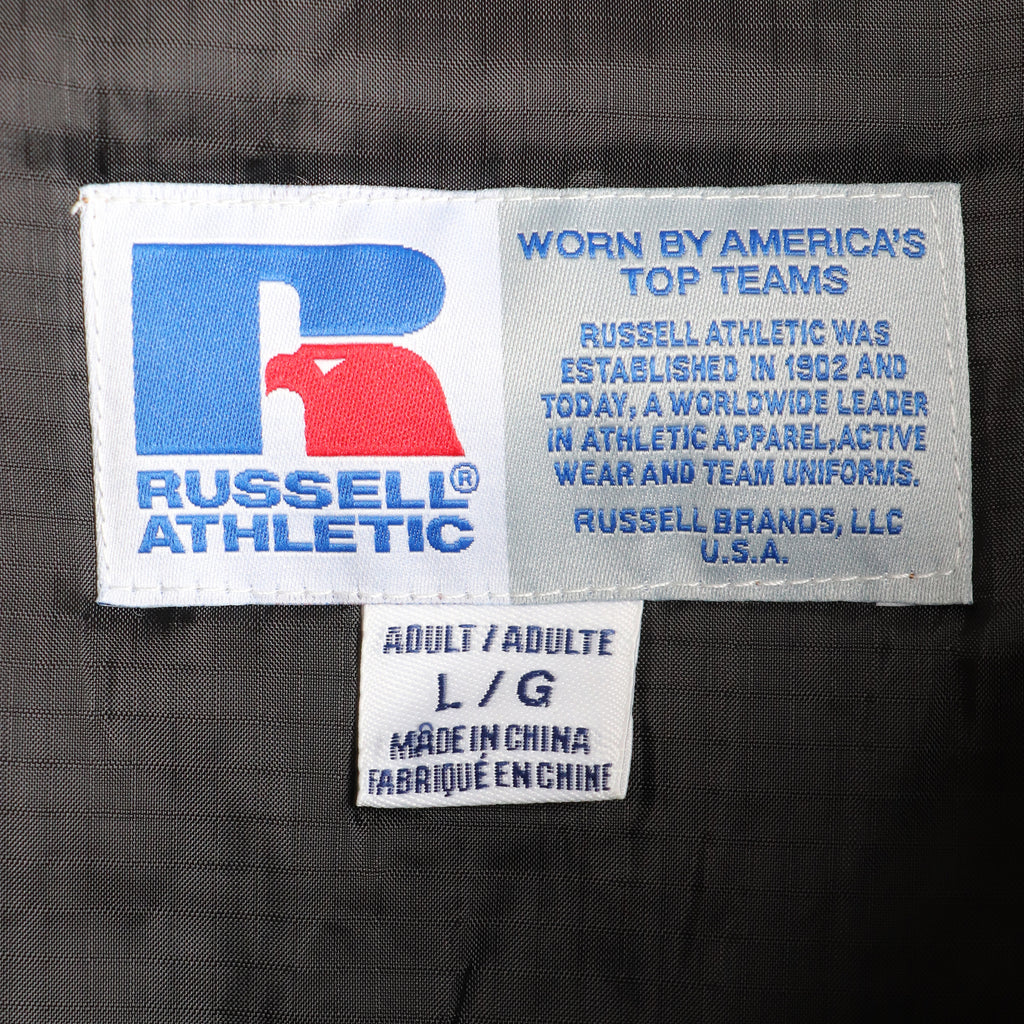 RUSSELL®
ATHLETIC
WORN BY AMERICA'S
TOP TEAMS
RUSSELL ATHLETIC WAS
ESTABLISHED IN 1902 AND
TODAY, A WORLDWIDE LEADER
IN ATHLETIC APPAREL, ACTIVE
WEAR AND TEAM UNIFORMS.
RUSSELL BRANDS, LLC
U.S.A.
ADULT / ADULTE
L / G
MADE IN CHINA
FABRIQUÉ EN CHINE